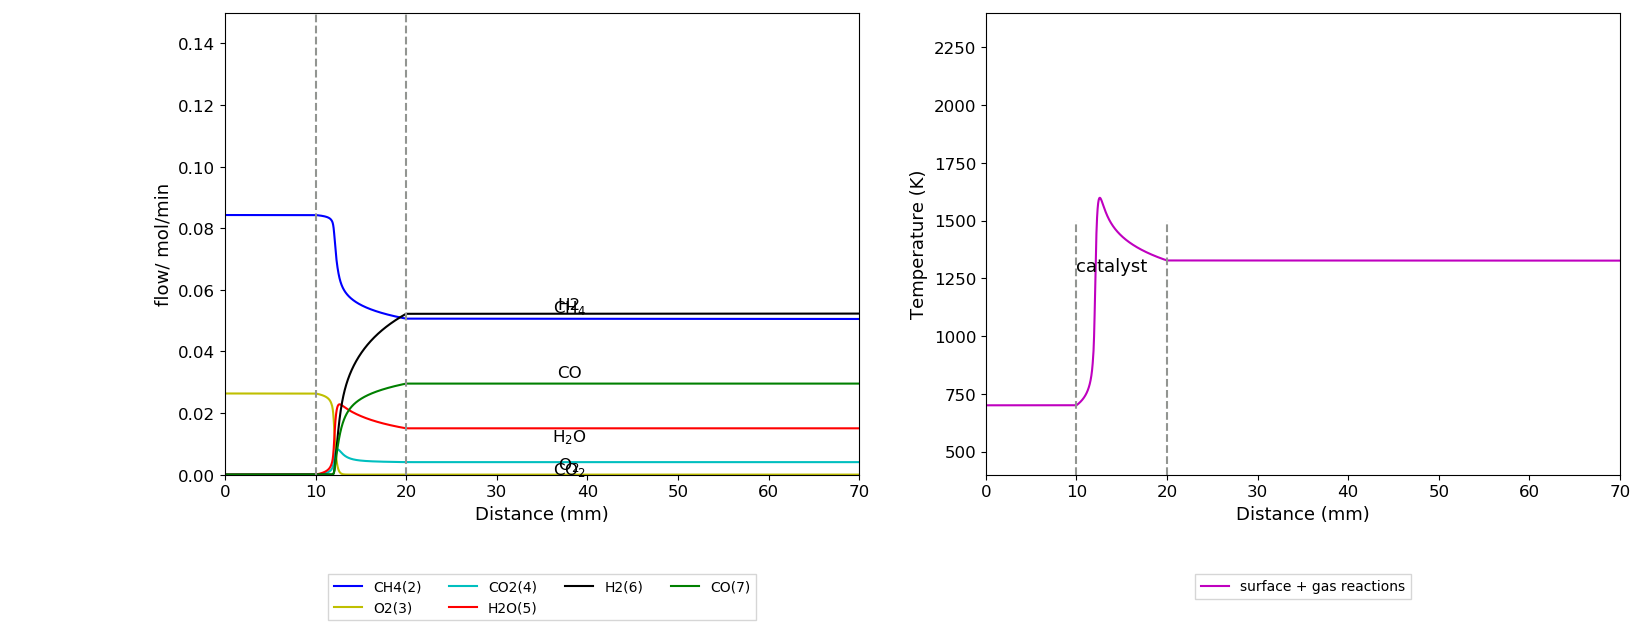 0.14
0.12
0.10
0.08
0.06
0.04
0.02
0.00
flow/ mol/min
H2
CH4
CO
H2O
O2
CO2
0 10 20 30 40 50 60 70
Distance (mm)
CH4(2) CO2(4) H2(6) CO(7)
O2(3) H2O(5)
2250
2000
1750
1500
1250
1000
750
500
Temperature (K)
catalyst
0 10 20 30 40 50 60 70
Distance (mm)
surface + gas reactions